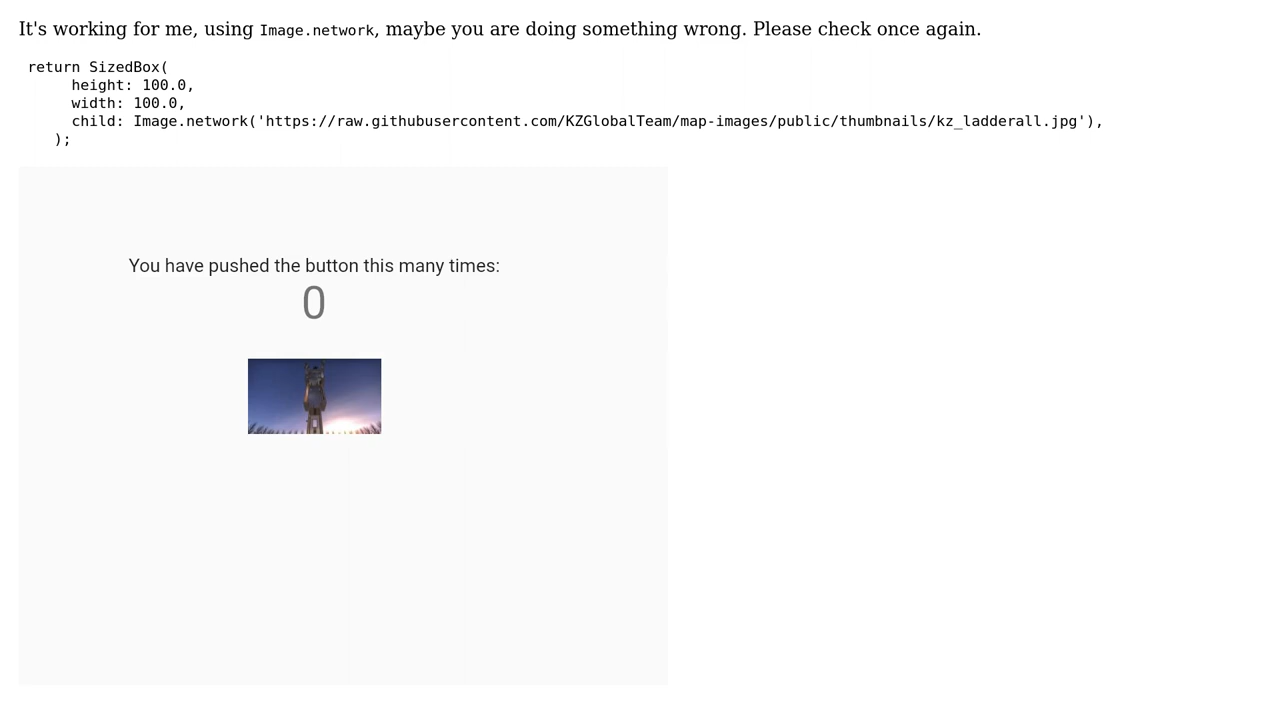 It's working for me, using Image.network, maybe you are doing something wrong. Please check once again.
return SizedBox(
height: 100.0,
width: 100.0,
child: Image.network('https://raw.githubusercontent.com/KZGlobalTeam/map-images/public/thumbnails/kz_ladderall.jpg'),
);
You have pushed the button this many times:
0